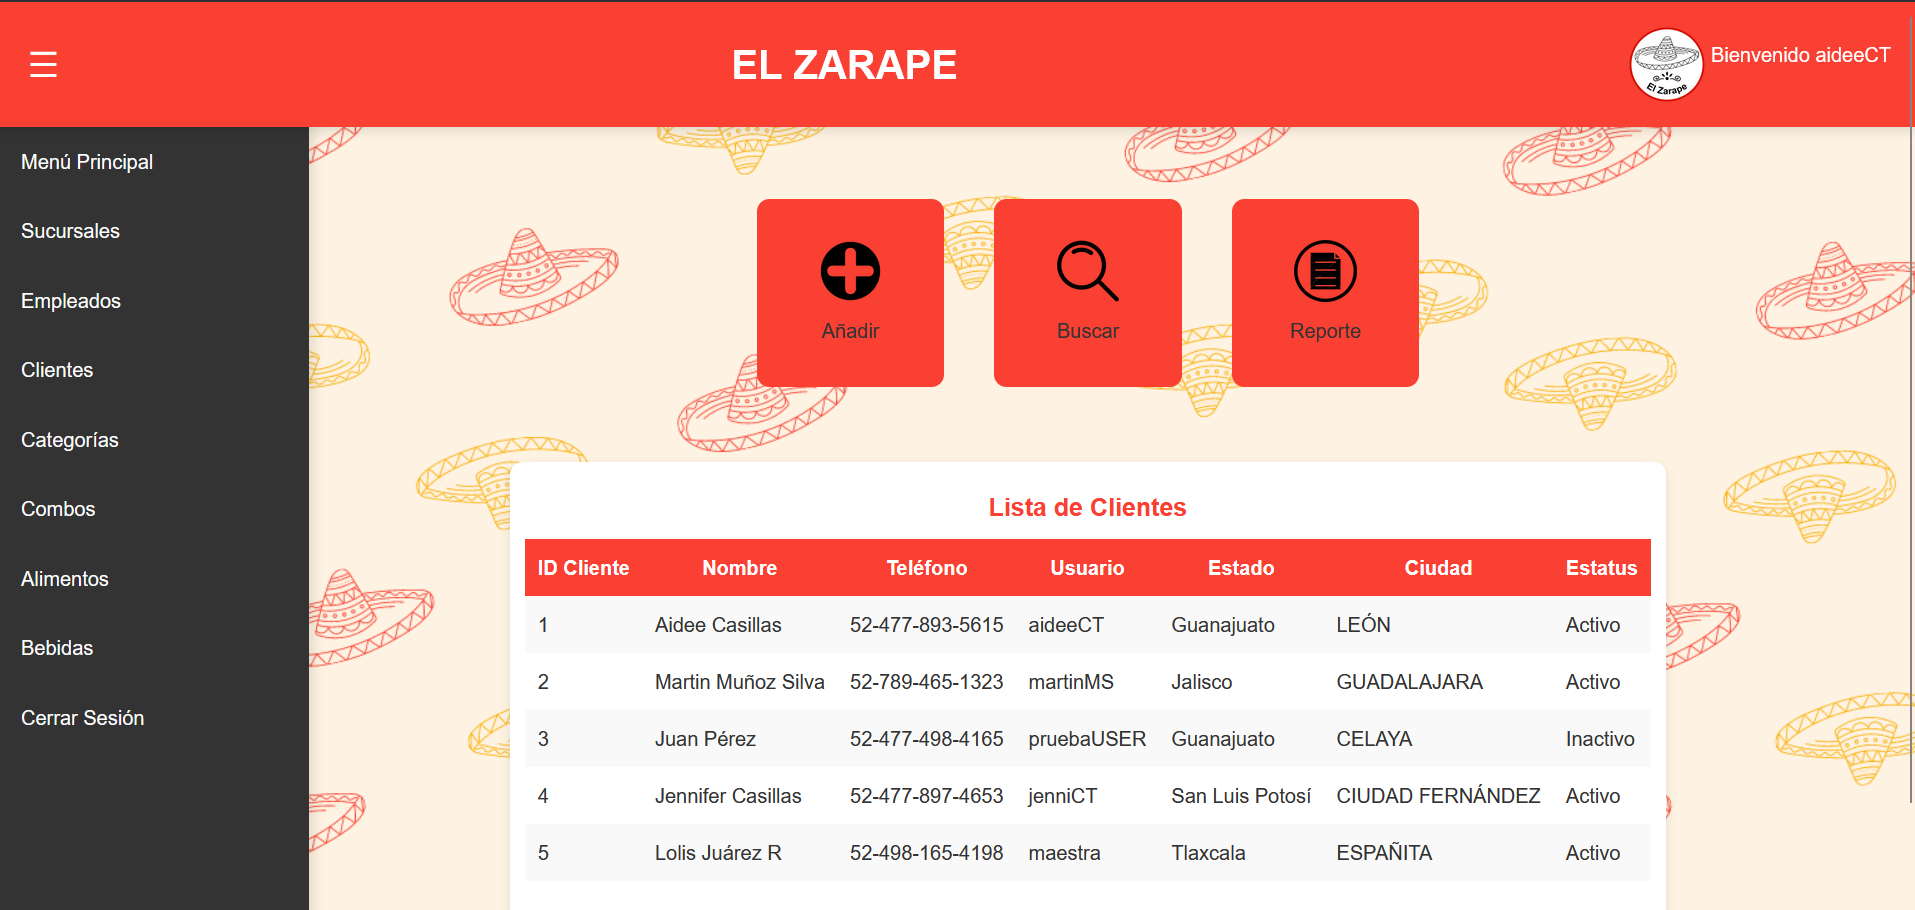 ☰ EL ZARAPE El Zarape Bienvenido aideeCT
Menú Principal
Sucursales
Empleados
Clientes
Categorías
Combos
Alimentos
Bebidas
Cerrar Sesión
Añadir Buscar Reporte
Lista de Clientes
ID Cliente Nombre Teléfono Usuario Estado Ciudad Estatus
1 Aidee Casillas 52-477-893-5615 aideeCT Guanajuato LEÓN Activo
2 Martin Muñoz Silva 52-789-465-1323 martinMS Jalisco GUADALAJARA Activo
3 Juan Pérez 52-477-498-4165 pruebaUSER Guanajuato CELAYA Inactivo
4 Jennifer Casillas 52-477-897-4653 jenniCT San Luis Potosí CIUDAD FERNÁNDEZ Activo
5 Lolis Juárez R 52-498-165-4198 maestra Tlaxcala ESPAÑITA Activo